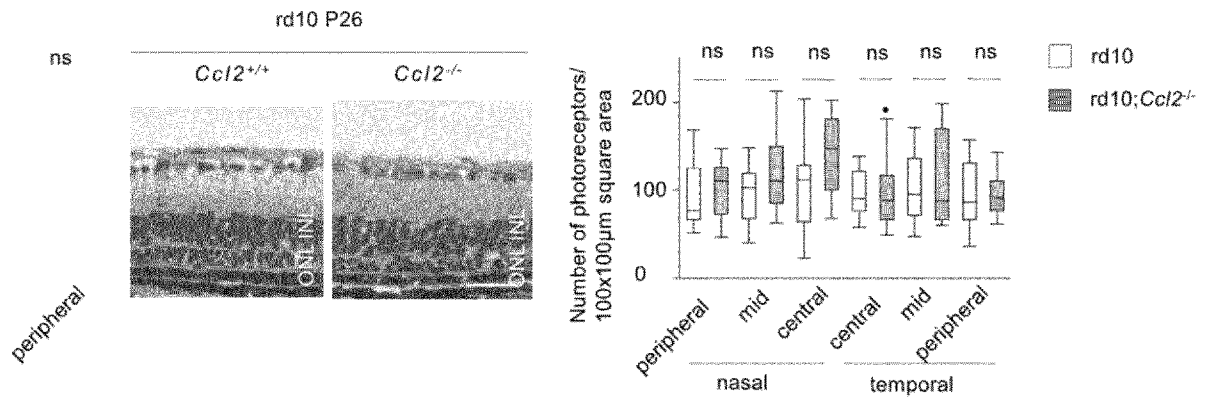 rd10 P26
ns
Ccl2+/+ Ccl2-/-
ONL INL
ONL INL
peripheral
ns ns ns ns ns ns
rd10
rd10;Ccl2-/-
Number of photoreceptors/
100x100µm square area
200
100
0
peripheral mid central central mid peripheral
nasal temporal